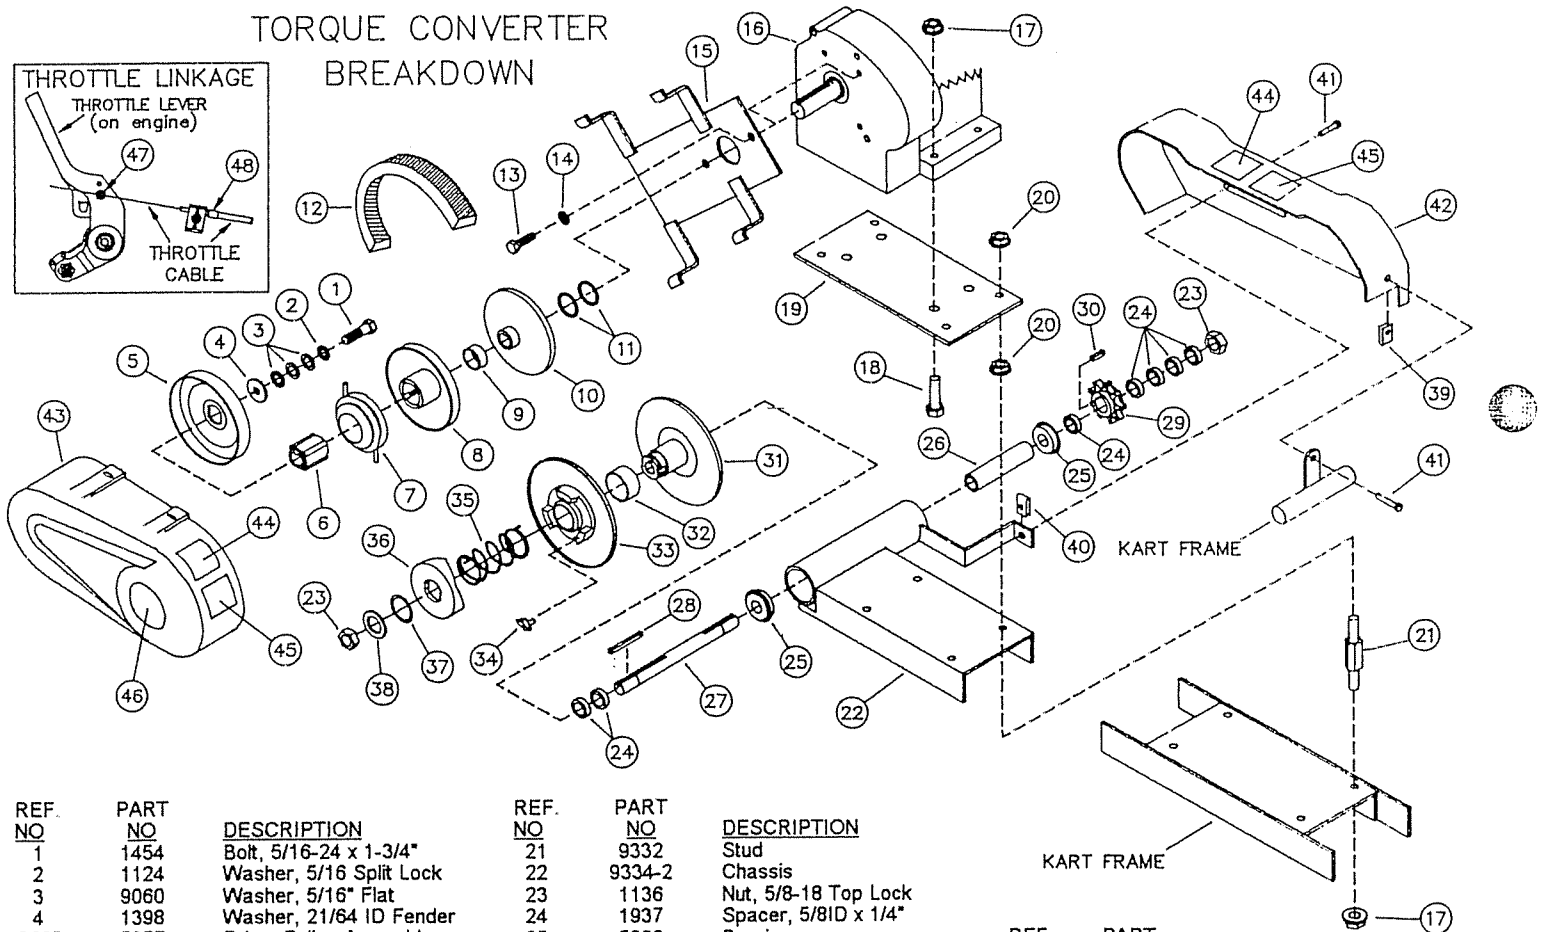 TORQUE CONVERTER
BREAKDOWN
THROTTLE LINKAGE
THROTTLE LEVER
(on engine)
47
48
THROTTLE
CABLE
12
13
14
15
16
17
18
19
20
20
1
2
3
4
5
6
7
8
9
10
11
41
44
45
42
39
23
24
30
29
24
25
26
41
40
KART FRAME
31
32
33
34
35
36
37
38
23
43
44
45
46
28
27
25
24
22
21
KART FRAME
17
REF. PART
NO NO DESCRIPTION
1 1454 Bolt, 5/16-24 x 1-3/4"
2 1124 Washer, 5/16 Split Lock
3 9060 Washer, 5/16" Flat
4 1398 Washer, 21/64 ID Fender
REF. PART
NO NO DESCRIPTION
21 9332 Stud
22 9334-2 Chassis
23 1136 Nut, 5/8-18 Top Lock
24 1937 Spacer, 5/8ID x 1/4"
REF. PART